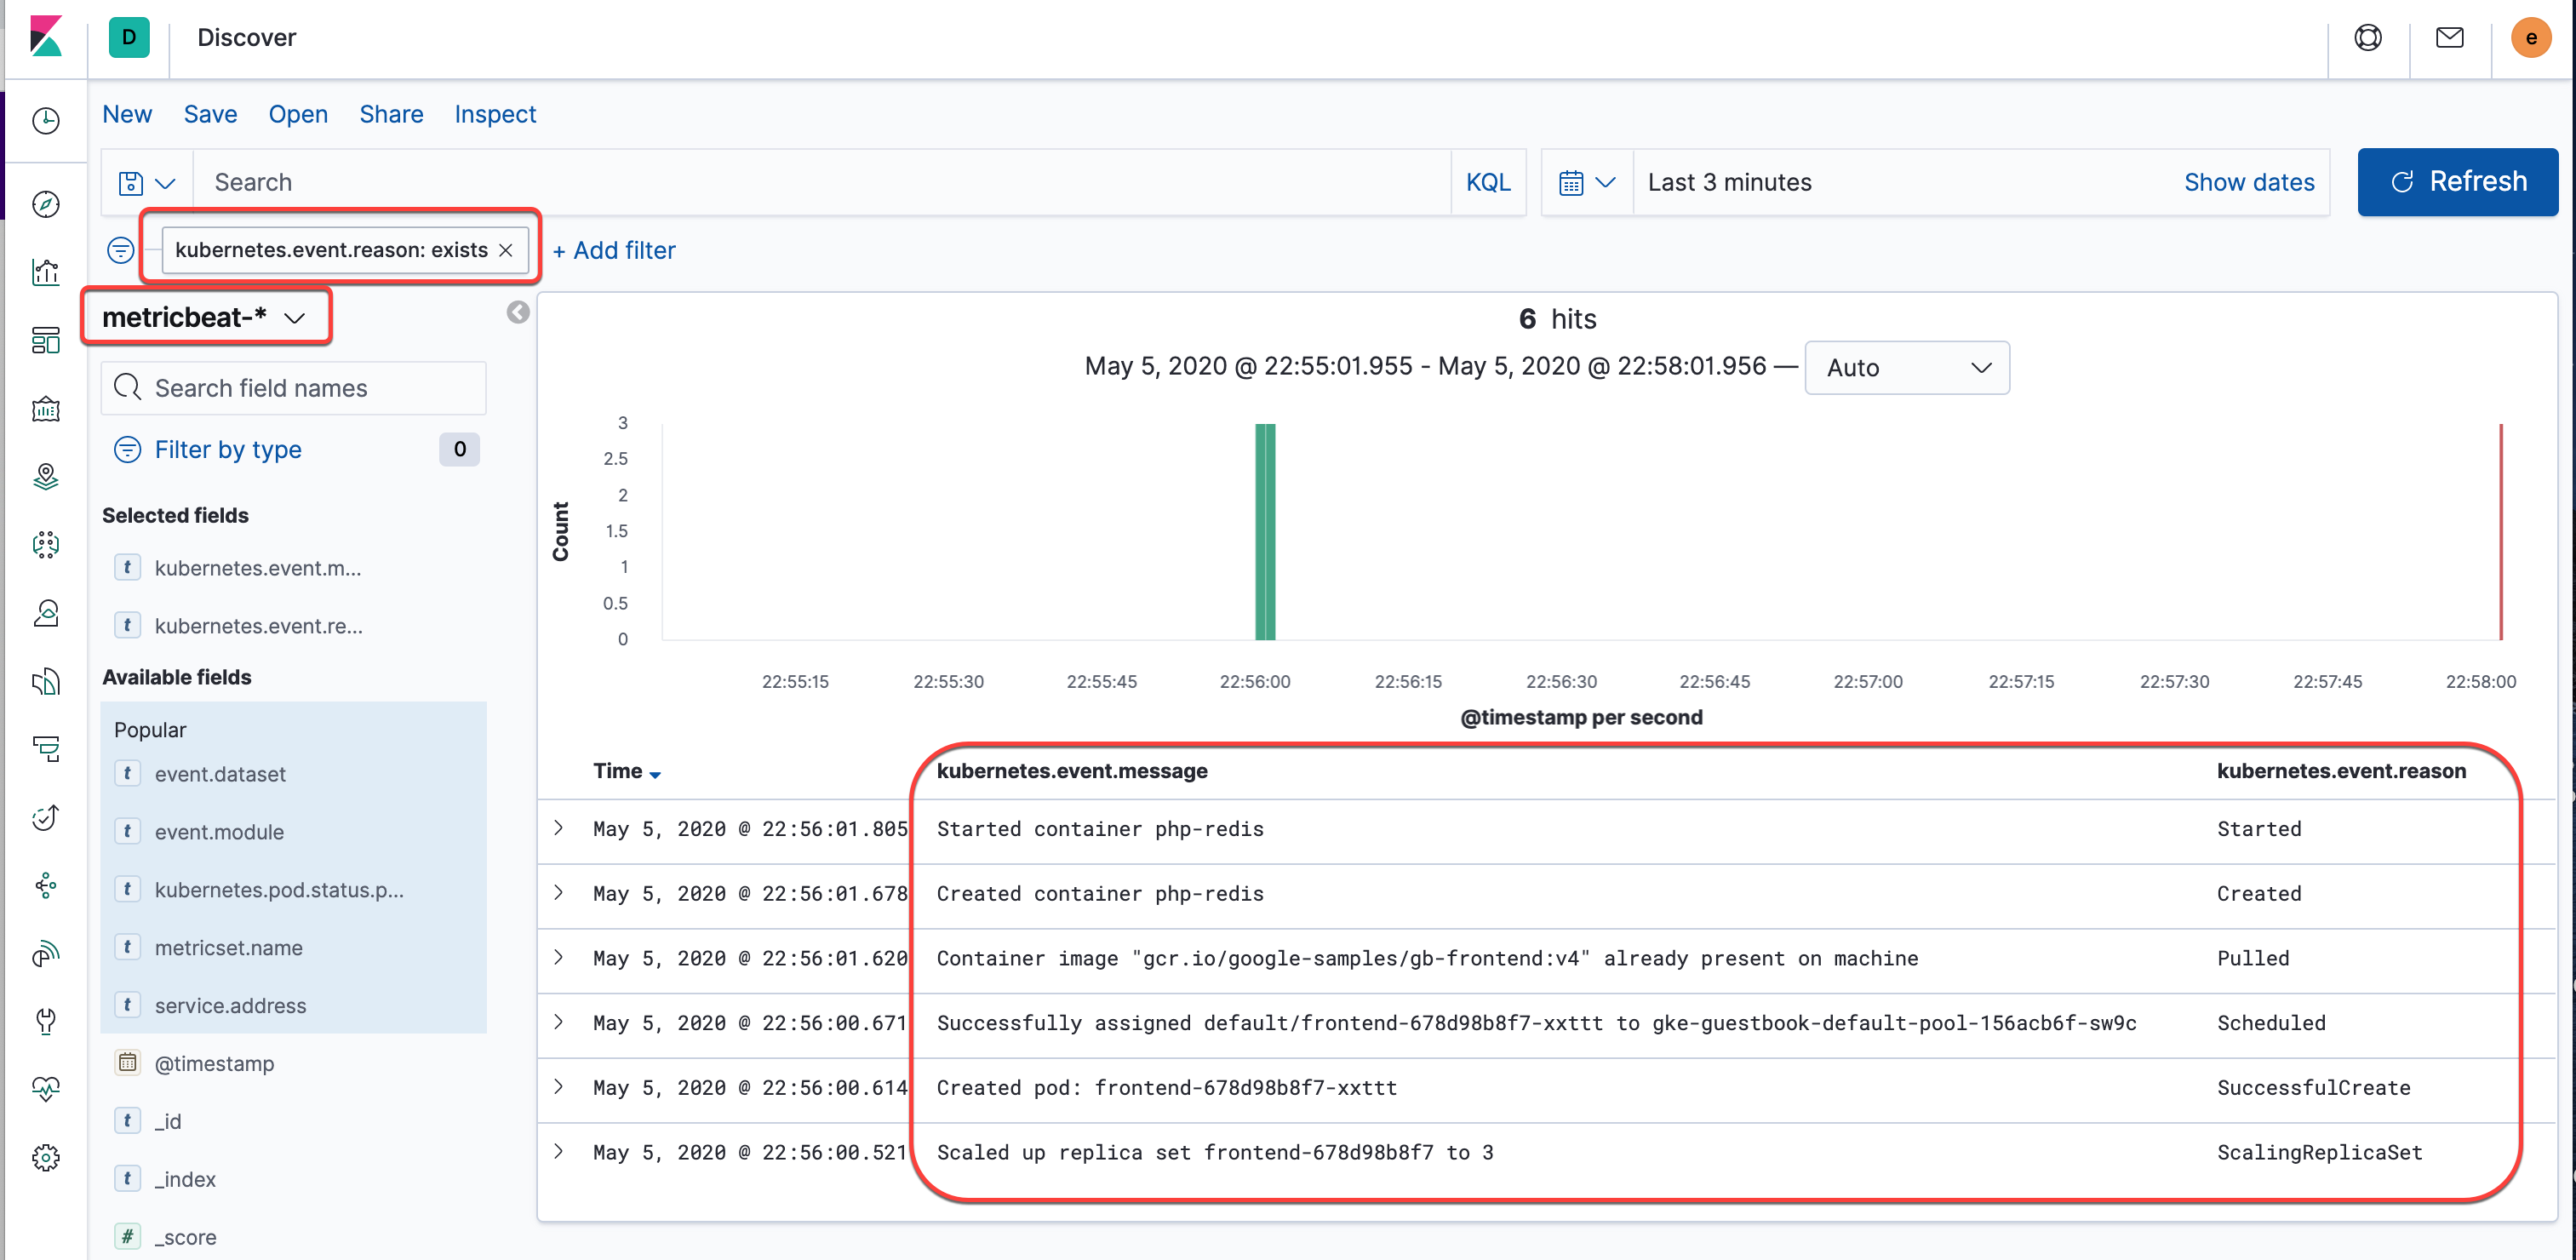 D Discover e
New Save Open Share Inspect
Search KQL Last 3 minutes Show dates Refresh
kubernetes.event.reason: exists + Add filter
metricbeat-*
Search field names
Filter by type 0
Selected fields
t kubernetes.event.m...
t kubernetes.event.re...
Available fields
Popular
t event.dataset
t event.module
t kubernetes.pod.status.p...
t metricset.name
t service.address
@timestamp
t _id
t _index
# _score
6 hits
May 5, 2020 @ 22:55:01.955 - May 5, 2020 @ 22:58:01.956 — Auto
Count
3
2.5
2
1.5
1
0.5
0
22:55:15 22:55:30 22:55:45 22:56:00 22:56:15 22:56:30 22:56:45 22:57:00 22:57:15 22:57:30 22:57:45 22:58:00
@timestamp per second
Time kubernetes.event.message kubernetes.event.reason
May 5, 2020 @ 22:56:01.805 Started container php-redis Started
May 5, 2020 @ 22:56:01.678 Created container php-redis Created
May 5, 2020 @ 22:56:01.620 Container image "gcr.io/google-samples/gb-frontend:v4" already present on machine Pulled
May 5, 2020 @ 22:56:00.671 Successfully assigned default/frontend-678d98b8f7-xxttt to gke-guestbook-default-pool-156acb6f-sw9c Scheduled
May 5, 2020 @ 22:56:00.614 Created pod: frontend-678d98b8f7-xxttt SuccessfulCreate
May 5, 2020 @ 22:56:00.521 Scaled up replica set frontend-678d98b8f7 to 3 ScalingReplicaSet